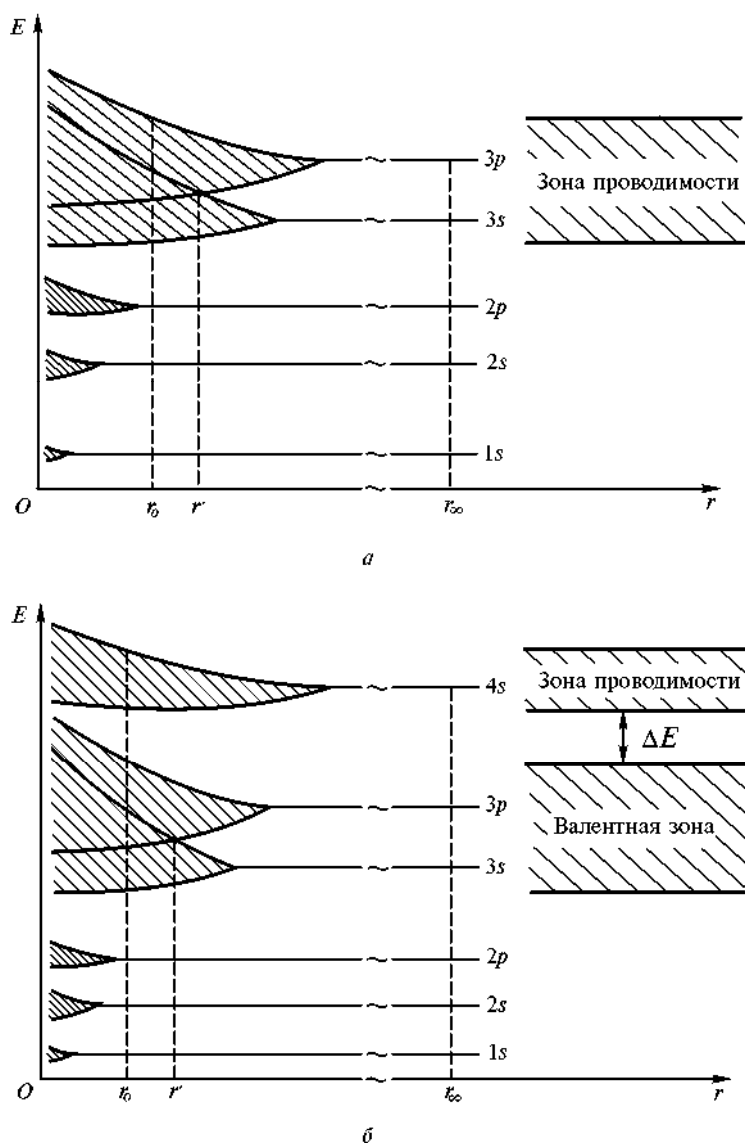 E
3p
Зона проводимости
3s
2p
2s
1s
O
r₀
r'
r∞
r
а
E
4s
Зона проводимости
ΔE
3p
Валентная зона
3s
2p
2s
1s
O
r₀
r'
r∞
r
б